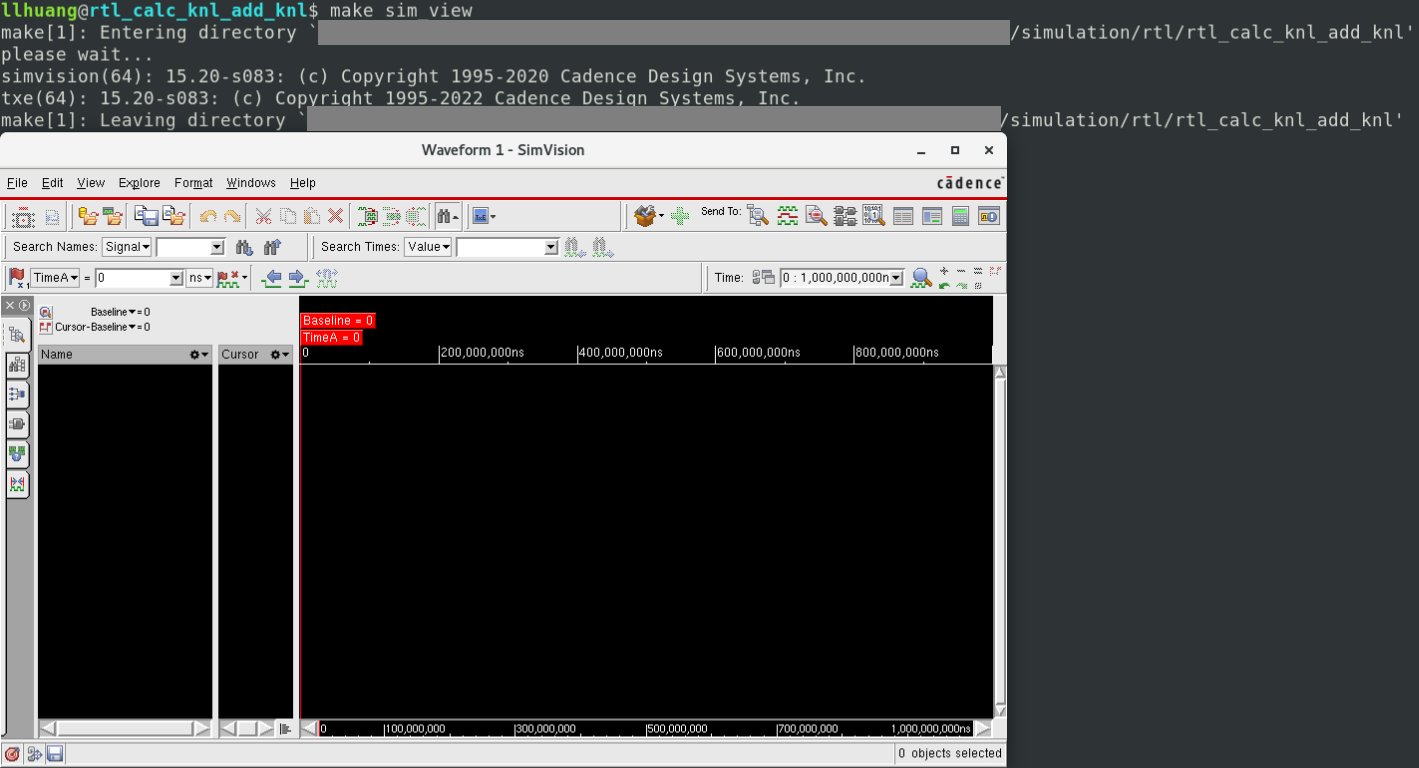 llhuang@rtl_calc_knl_add_knl$ make sim_view
make[1]: Entering directory `/simulation/rtl/rtl_calc_knl_add_knl'
please wait...
simvision(64): 15.20-s083: (c) Copyright 1995-2020 Cadence Design Systems, Inc.
txe(64): 15.20-s083: (c) Copyright 1995-2022 Cadence Design Systems, Inc.
make[1]: Leaving directory `/simulation/rtl/rtl_calc_knl_add_knl'
Waveform 1 - SimVision
File Edit View Explore Format Windows Help cādence
Send To:
Search Names: Signal Search Times: Value
x1 TimeA = 0 ns Time: 0 : 1,000,000,000n
Baseline = 0
Cursor-Baseline = 0
Baseline = 0
TimeA = 0
Name Cursor 0 200,000,000ns 400,000,000ns 600,000,000ns 800,000,000ns
0 100,000,000 300,000,000 500,000,000 700,000,000 1,000,000,000ns
0 objects selected